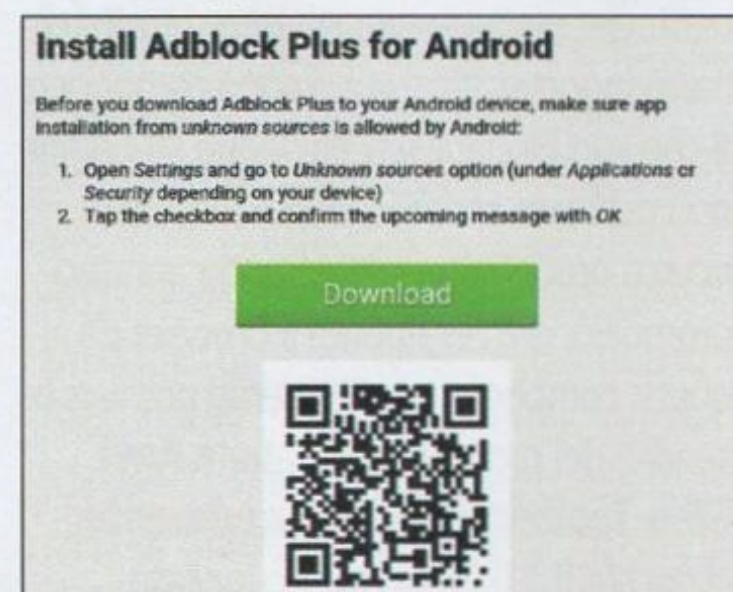 Install Adblock Plus for Android
Before you download Adblock Plus to your Android device, make sure app
installation from unknown sources is allowed by Android:
1. Open Settings and go to Unknown sources option (under Applications or
Security depending on your device)
2. Tap the checkbox and confirm the upcoming message with OK
Download